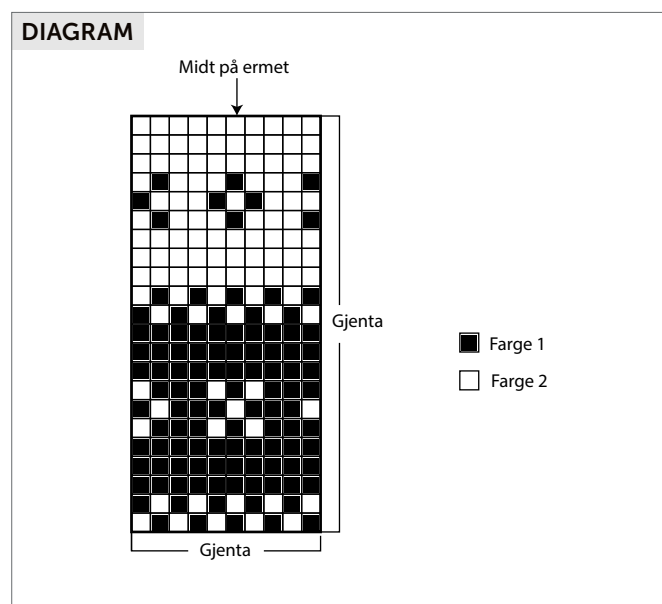 DIAGRAM
Midt på ermet
Gjenta
Farge 1
Farge 2
Gjenta